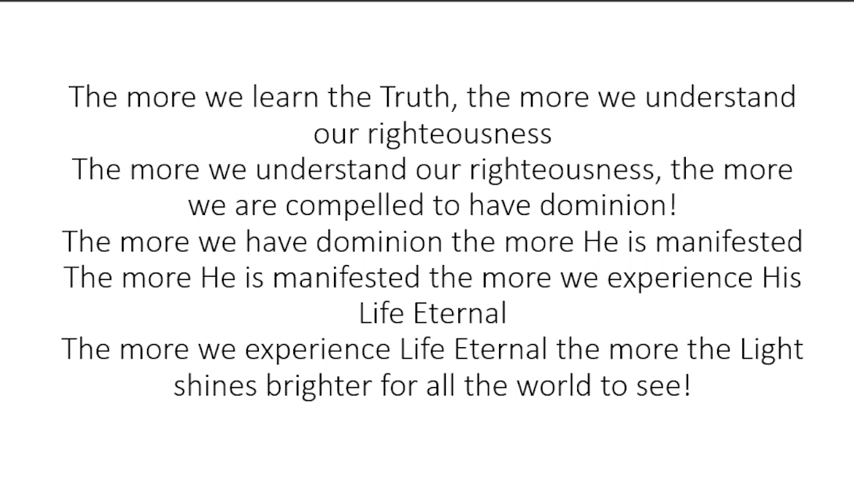 The more we learn the Truth, the more we understand
our righteousness
The more we understand our righteousness, the more
we are compelled to have dominion!
The more we have dominion the more He is manifested
The more He is manifested the more we experience His
Life Eternal
The more we experience Life Eternal the more the Light
shines brighter for all the world to see!